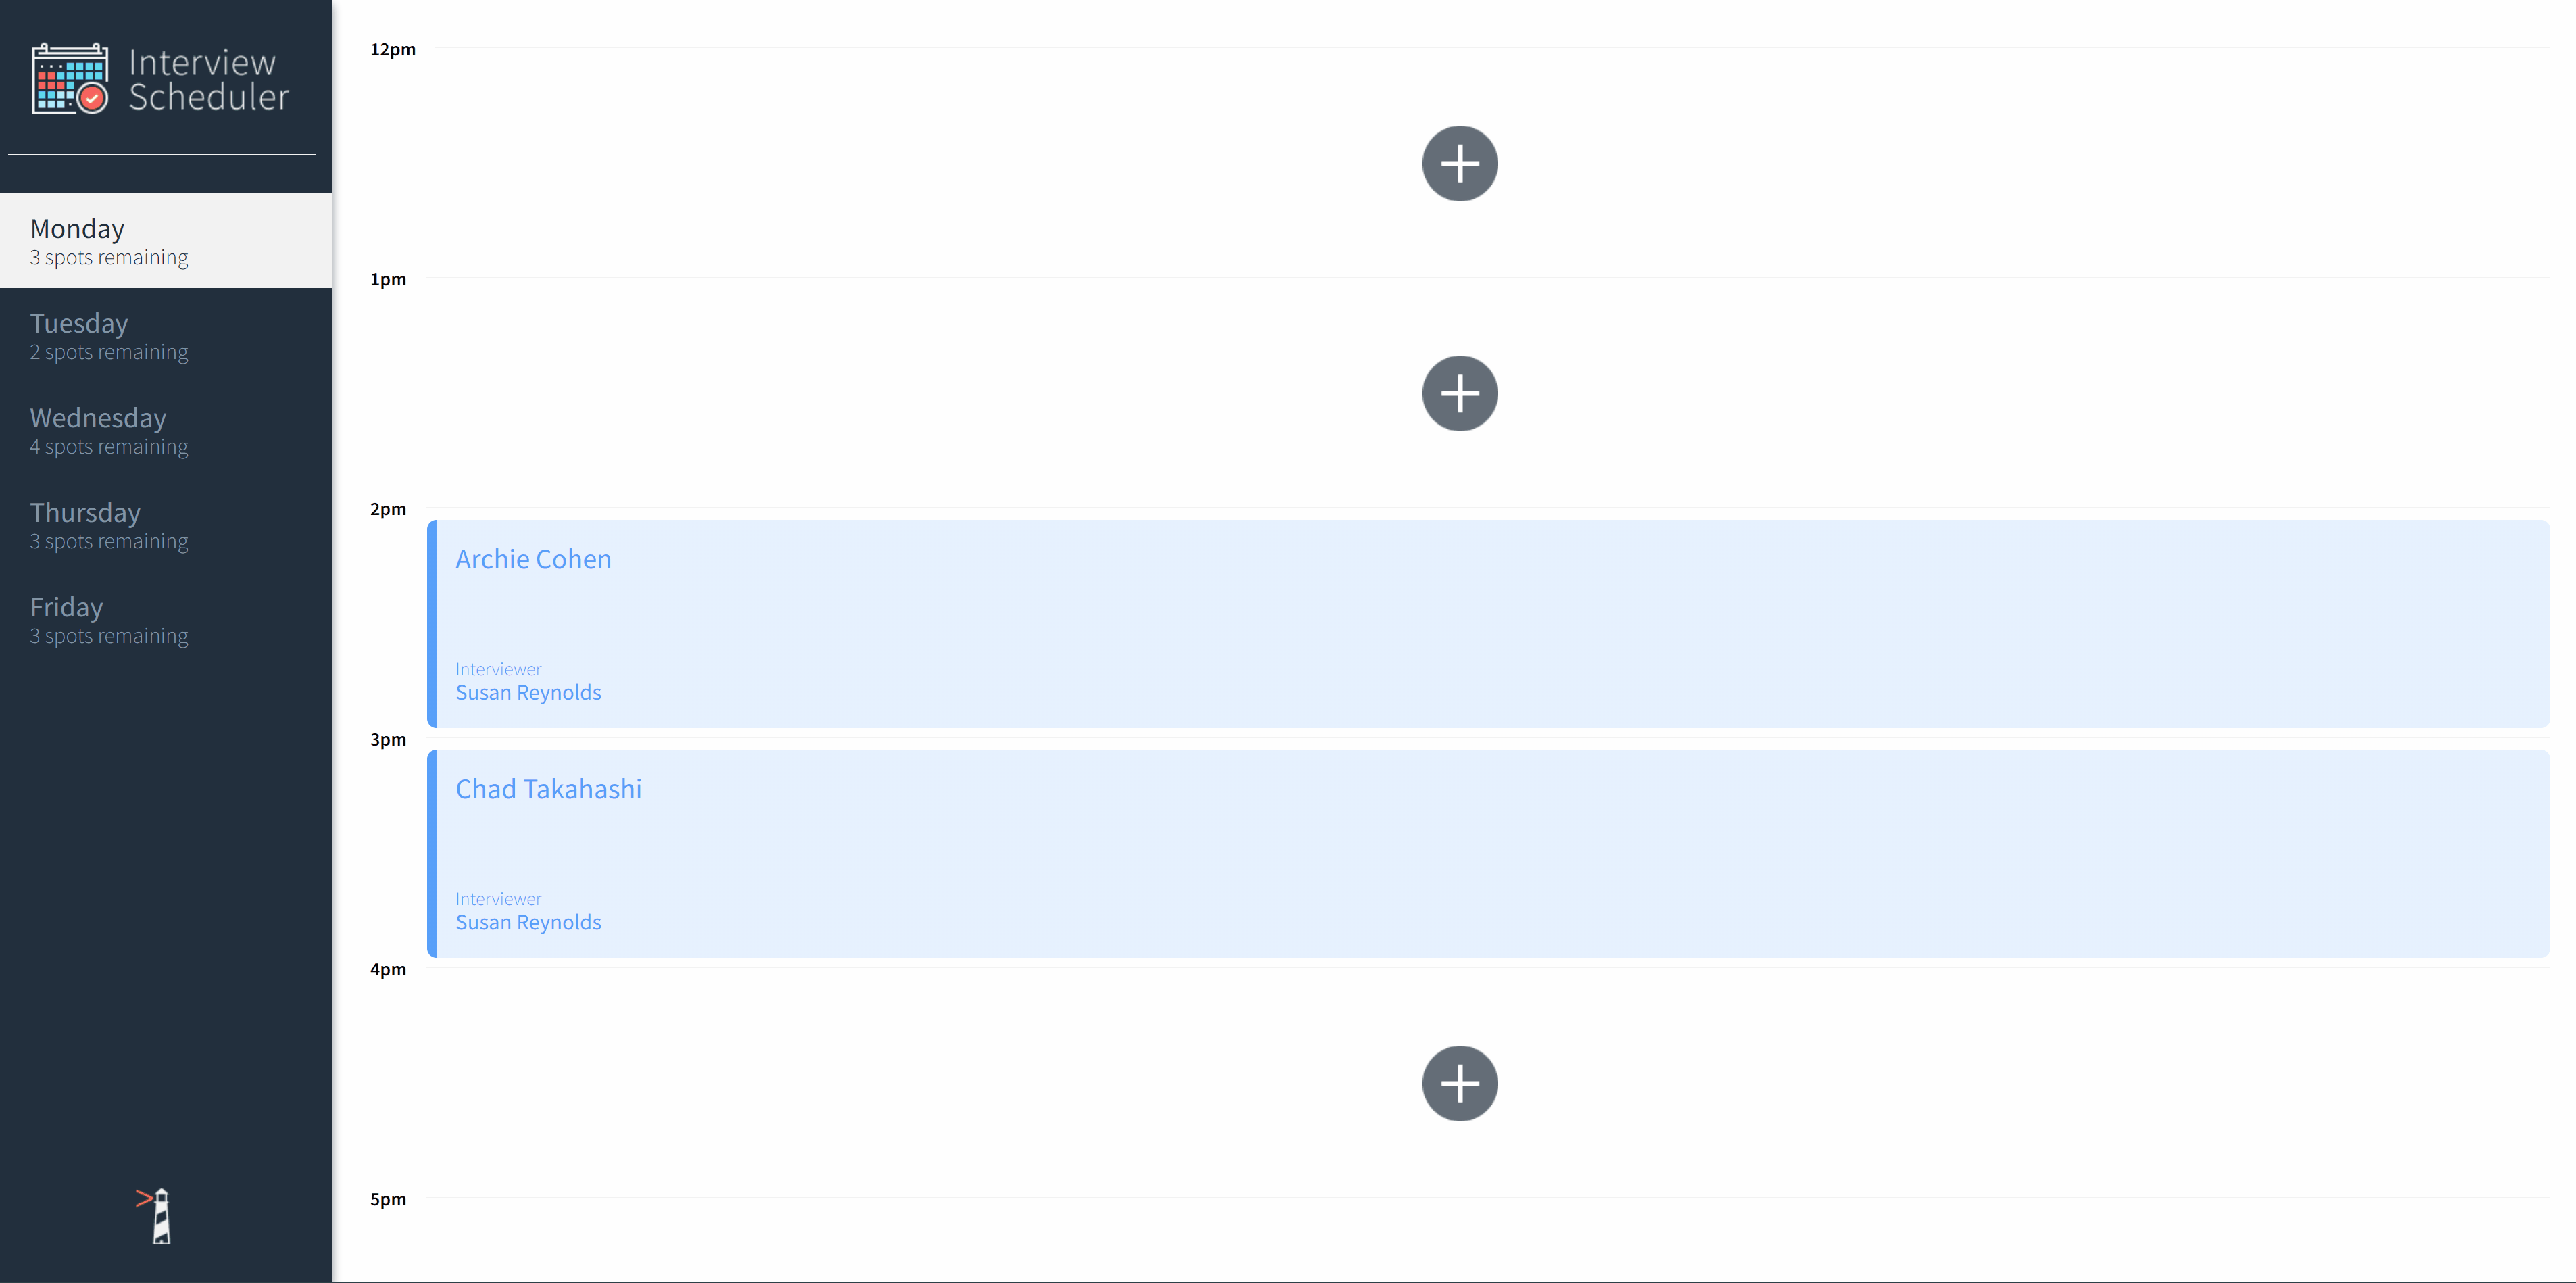 Interview
Scheduler
Monday
3 spots remaining
Tuesday
2 spots remaining
Wednesday
4 spots remaining
Thursday
3 spots remaining
Friday
3 spots remaining
12pm
1pm
2pm
Archie Cohen
Interviewer
Susan Reynolds
3pm
Chad Takahashi
Interviewer
Susan Reynolds
4pm
5pm